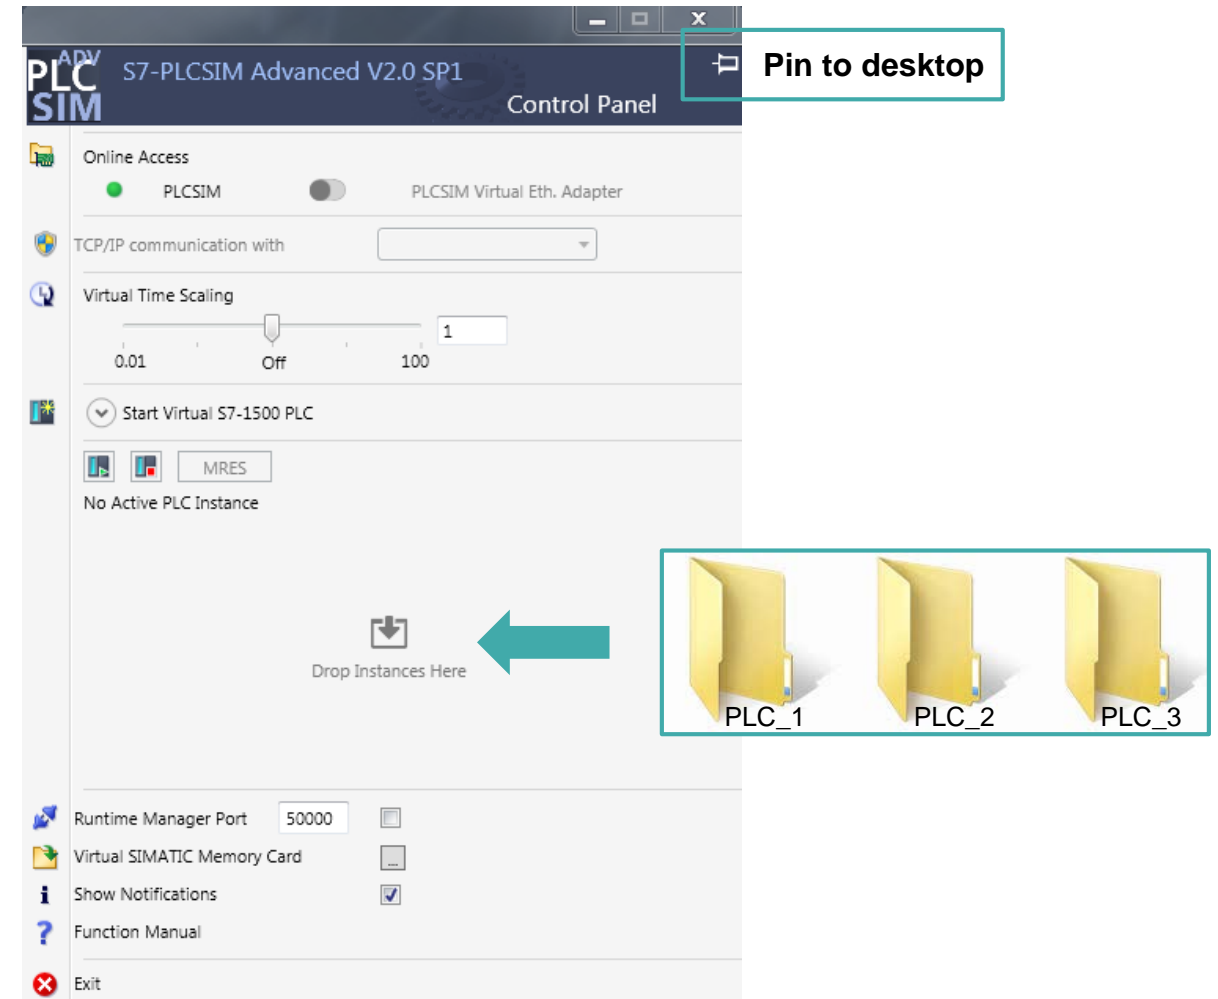 ADV
PLC
SIM
S7-PLCSIM Advanced V2.0 SP1
Control Panel
Pin to desktop
Online Access
PLCSIM
PLCSIM Virtual Eth. Adapter
TCP/IP communication with
Virtual Time Scaling
1
0.01 Off 100
Start Virtual S7-1500 PLC
MRES
No Active PLC Instance
Drop Instances Here
PLC_1 PLC_2 PLC_3
Runtime Manager Port 50000
Virtual SIMATIC Memory Card ...
Show Notifications
Function Manual
Exit